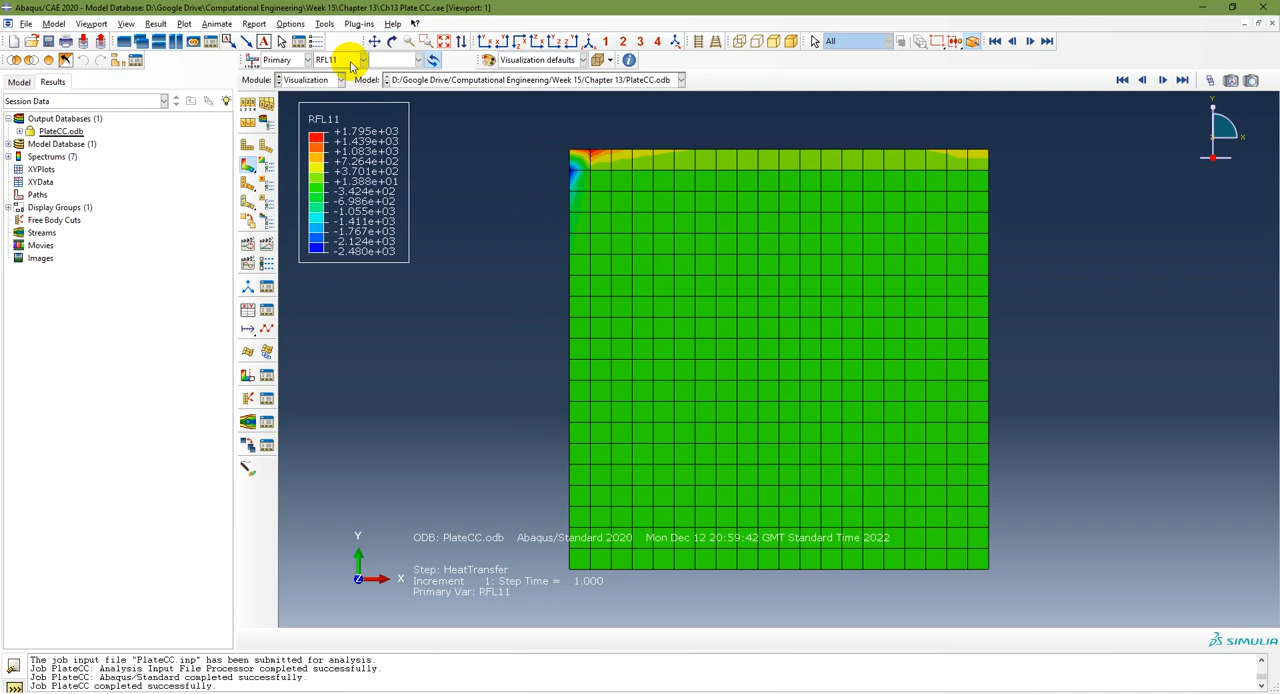 Abaqus/CAE 2020 - Model Database: D:\Google Drive\Computational Engineering\Week 15\Chapter 13\Ch13 Plate CC.cae [Viewport: 1]
File Model Viewport View Result Plot Animate Report Options Tools Plug-ins Help
1 2 3 4 All
Primary RFL11 Visualization defaults
Module: Visualization Model: D:/Google Drive/Computational Engineering/Week 15/Chapter 13/PlateCC.odb
Model Results
Session Data
Output Databases (1)
PlateCC.odb
Model Database (1)
Spectrums (7)
XYPlots
XYData
Paths
Display Groups (1)
Free Body Cuts
Streams
Movies
Images
RFL11
+1.795e+03
+1.439e+03
+1.083e+03
+7.264e+02
+3.701e+02
+1.388e+01
-3.424e+02
-6.986e+02
-1.055e+03
-1.411e+03
-1.767e+03
-2.124e+03
-2.480e+03
Y
Y
Z X
ODB: PlateCC.odb Abaqus/Standard 2020 Mon Dec 12 20:59:42 GMT Standard Time 2022
Step: HeatTransfer
Increment 1: Step Time = 1.000
Primary Var: RFL11
SIMULIA
The job input file "PlateCC.inp" has been submitted for analysis.
Job PlateCC: Analysis Input File Processor completed successfully.
Job PlateCC: Abaqus/Standard completed successfully.
Job PlateCC completed successfully.
>>>